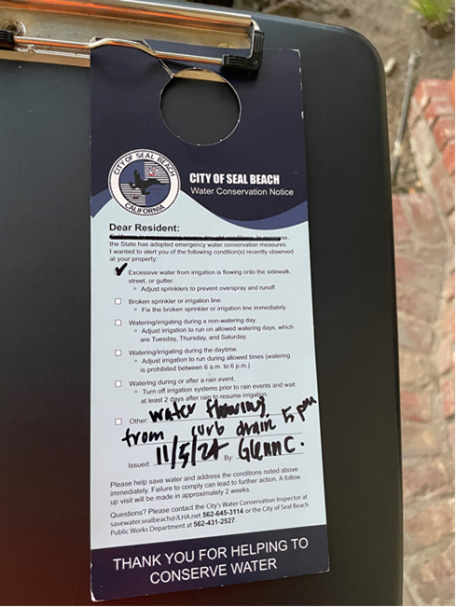 CITY OF SEAL BEACH
CALIFORNIA
CITY OF SEAL BEACH
Water Conservation Notice
Dear Resident:
the State has adopted emergency water conservation measures.
I wanted to alert you of the following condition(s) recently observed
at your property:
Excessive water from irrigation is flowing onto the sidewalk,
street, or gutter.
Adjust sprinklers to prevent overspray and runoff.
Broken sprinkler or irrigation line.
Fix the broken sprinkler or irrigation line immediately.
Watering/irrigating during a non-watering day.
Adjust irrigation to run on allowed watering days, which
are Tuesday, Thursday, and Saturday.
Watering/irrigating during the daytime.
Adjust irrigation to run during allowed times (watering
is prohibited between 6 a.m. to 6 p.m.)
Watering during or after a rain event.
Turn off irrigation systems prior to rain events and wait
at least 2 days after rain to resume irrigation.
Other: Water flowing
from curb drain 5 pm
Issued: 11/5/24 By: Glenn C.
Please help save water and address the conditions noted above
immediately. Failure to comply can lead to further action. A follow
up visit will be made in approximately 2 weeks.
Questions? Please contact the City's Water Conservation Inspector at
savewater.sealbeach@JLHA.net 562-645-3114 or the City of Seal Beach
Public Works Department at 562-431-2527.
THANK YOU FOR HELPING TO
CONSERVE WATER